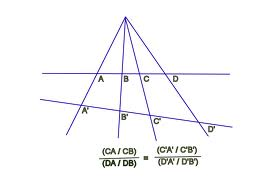 A B C D
A' B' C' D'
(CA / CB) / (DA / DB) = (C'A' / C'B') / (D'A' / D'B')